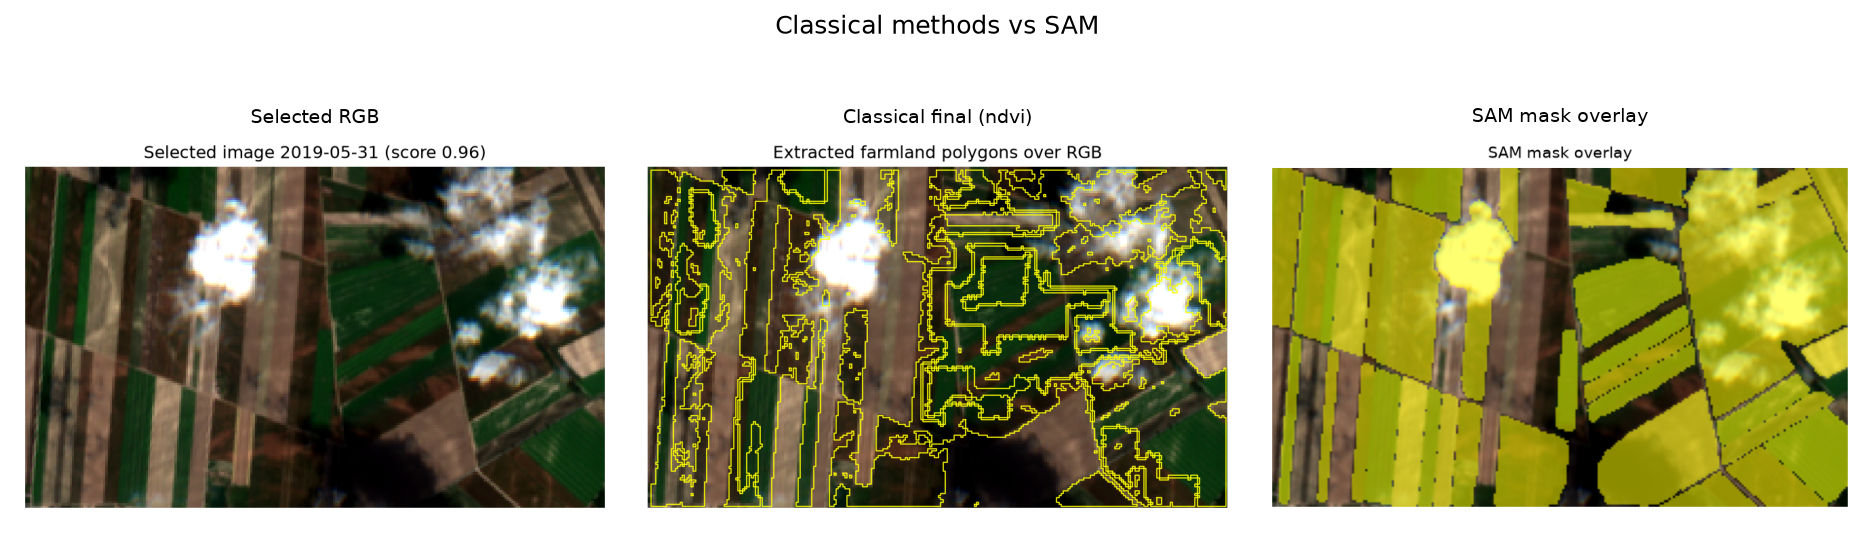 Classical methods vs SAM
Selected RGB
Selected image 2019-05-31 (score 0.96)
Classical final (ndvi)
Extracted farmland polygons over RGB
SAM mask overlay
SAM mask overlay